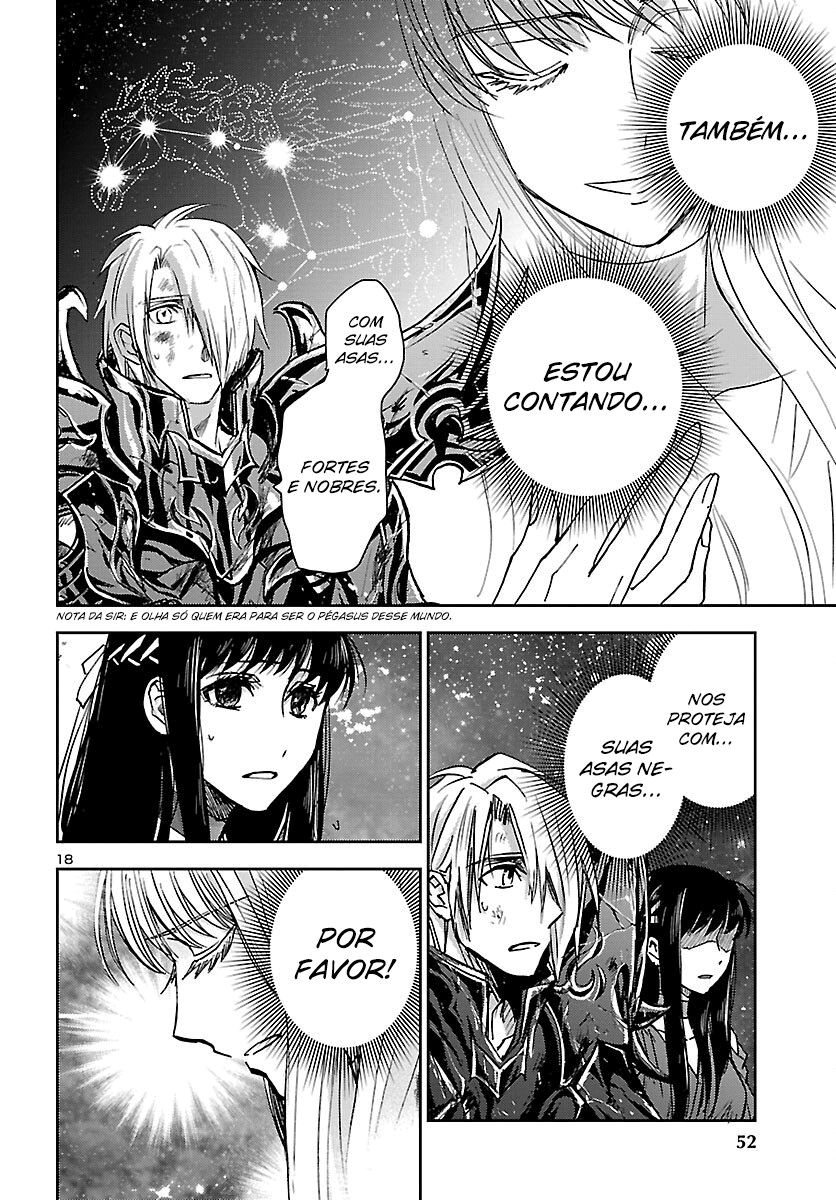 TAMBÉM...
ESTOU
CONTANDO...
COM
SUAS
ASAS...
FORTES
E NOBRES.
NOTA DA SIR: E OLHA SÓ QUEM ERA PARA SER O PÉGASUS DESSE MUNDO.
NOS
PROTEJA
COM...
SUAS
ASAS NE-
GRAS...
18
POR
FAVOR!
52